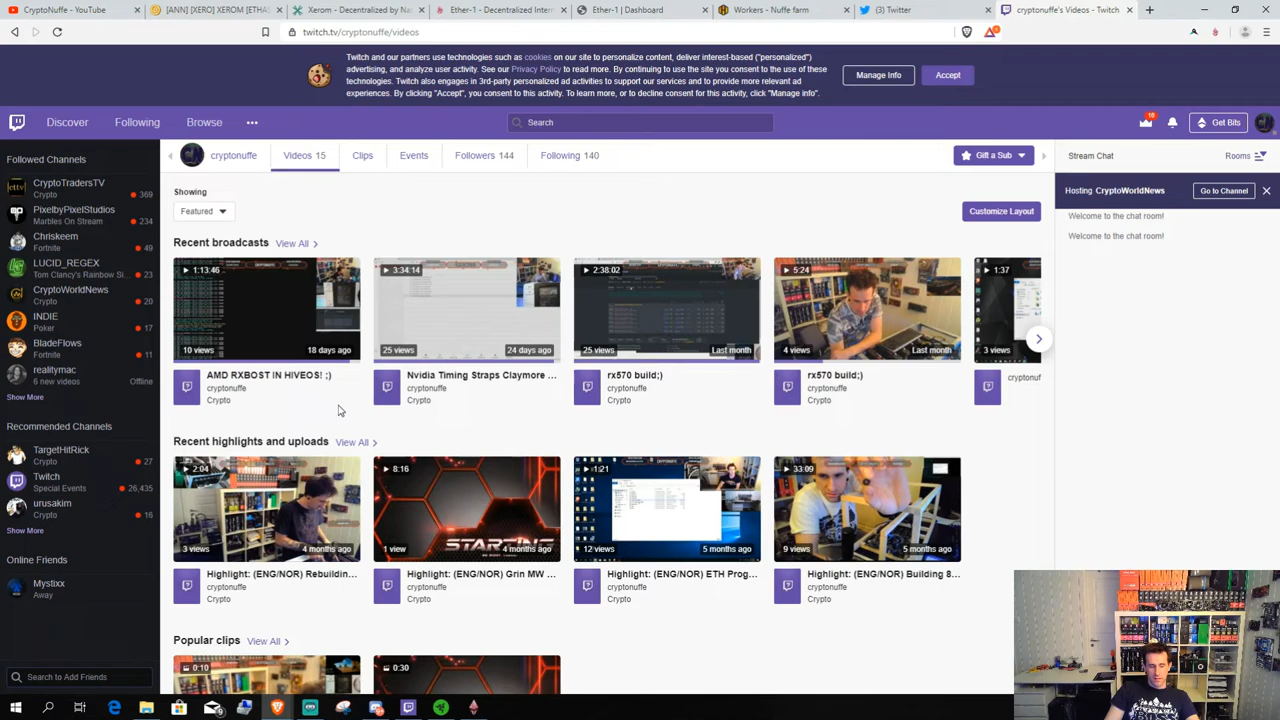 CryptoNuffe - YouTube
[ANN] [XERO] XEROM [ETHAS
Xerom - Decentralized by Na
Ether-1 - Decentralized Intern
Ether-1 | Dashboard
Workers - Nuffe farm
(3) Twitter
cryptonuffe's Videos - Twitch
twitch.tv/cryptonuffe/videos
Twitch and our partners use technologies such as cookies on our site to personalize content, deliver interest-based ("personalized")
advertising, and analyze user activity. See our Privacy Policy to read more. By continuing to use the site you consent to the use of
these technologies. Twitch also engages in 3rd-party personalized ad activities to support our services and to provide more relevant ad
experiences. By clicking "Accept", you consent to this activity. To learn more, or to decline consent for this activity, click "Manage info".
Manage Info
Accept
Discover
Following
Browse
Search
16
Get Bits
Followed Channels
CryptoTradersTV
Crypto
369
PixelbyPixelStudios
Marbles On Stream
234
Chriskeem
Fortnite
49
LUCID_REGEX
Tom Clancy's Rainbow Si...
23
CryptoWorldNews
Crypto
20
INDIE
Poker
17
BladeFlows
Fortnite
11
realitymac
6 new videos
Offline
Show More
Recommended Channels
TargetHitRick
Crypto
27
Twitch
Special Events
26,435
urusakim
Crypto
16
Show More
Online Friends
Mystixx
Away
Search to Add Friends
cryptonuffe
Videos 15
Clips
Events
Followers 144
Following 140
Gift a Sub
Showing
Featured
Customize Layout
Recent broadcasts
View All
1:13:46
10 views
18 days ago
AMD RXBOST IN HIVEOS! ;)
cryptonuffe
Crypto
3:34:14
25 views
24 days ago
Nvidia Timing Straps Claymore ...
cryptonuffe
Crypto
2:38:02
25 views
Last month
rx570 build;)
cryptonuffe
Crypto
5:24
4 views
Last month
rx570 build;)
cryptonuffe
Crypto
1:37
3 views
cryptonuf
Recent highlights and uploads
View All
2:04
3 views
4 months ago
Highlight: (ENG/NOR) Rebuildin...
cryptonuffe
Crypto
8:16
STARTING
1 view
4 months ago
Highlight: (ENG/NOR) Grin MW ...
cryptonuffe
Crypto
1:21
12 views
5 months ago
Highlight: (ENG/NOR) ETH Prog...
cryptonuffe
Crypto
33:09
9 views
5 months ago
Highlight: (ENG/NOR) Building 8...
cryptonuffe
Crypto
Popular clips
View All
0:10
0:30
Stream Chat
Rooms
Hosting CryptoWorldNews
Go to Channel
Welcome to the chat room!
Welcome to the chat room!